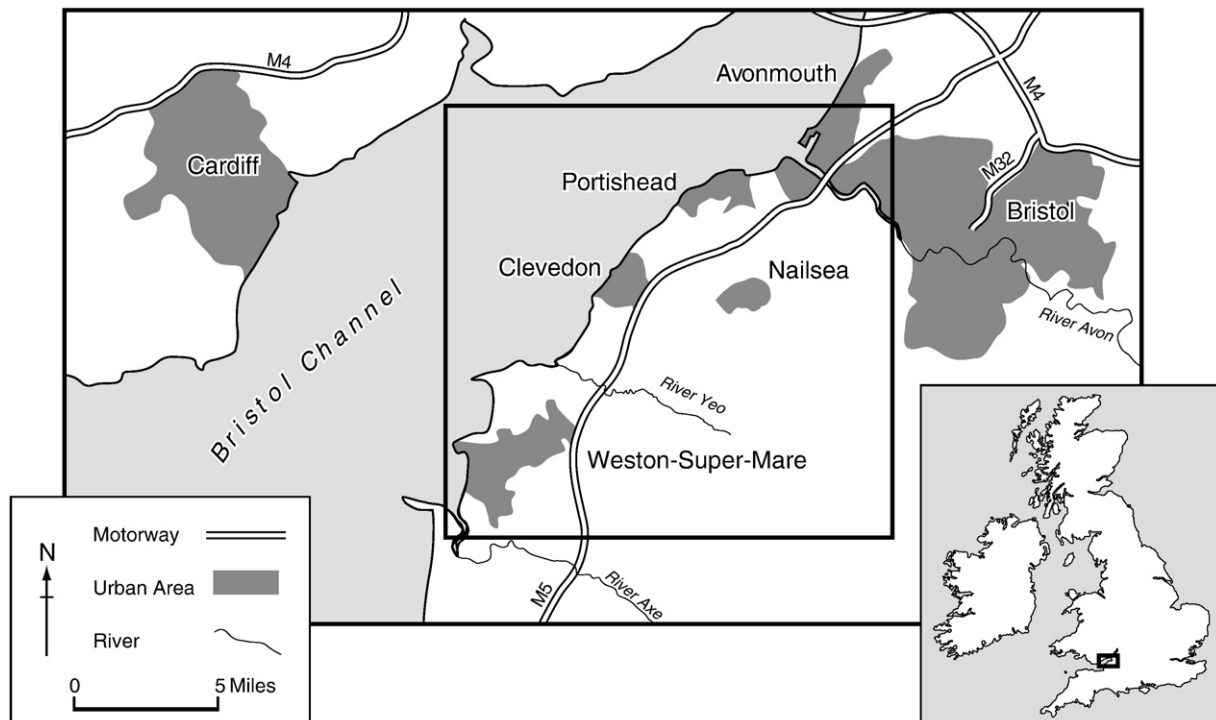 M4
Avonmouth
M4
Cardiff
Portishead
M32
Bristol
Clevedon
Nailsea
River Avon
Bristol Channel
River Yeo
Weston-Super-Mare
M5
River Axe
N
Motorway
Urban Area
River
0 5 Miles